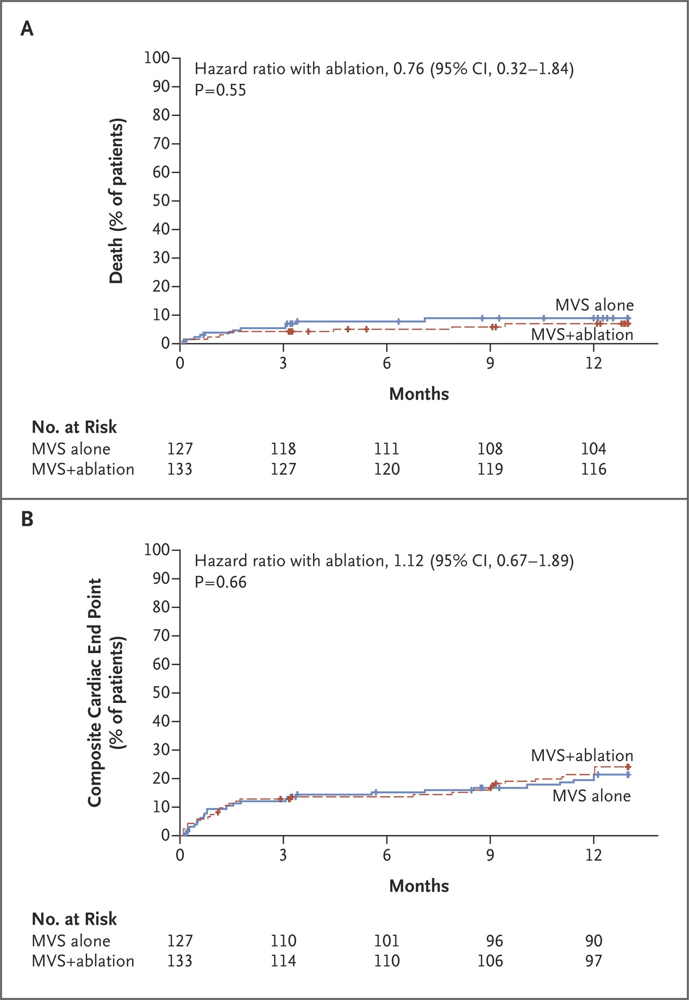 A
100
90
80
70
60
50
40
30
20
10
0
Death (% of patients)
Hazard ratio with ablation, 0.76 (95% CI, 0.32–1.84)
P=0.55
MVS alone
MVS+ablation
0 3 6 9 12
Months
No. at Risk
MVS alone 127 118 111 108 104
MVS+ablation 133 127 120 119 116
B
100
90
80
70
60
50
40
30
20
10
0
Composite Cardiac End Point
(% of patients)
Hazard ratio with ablation, 1.12 (95% CI, 0.67–1.89)
P=0.66
MVS+ablation
MVS alone
0 3 6 9 12
Months
No. at Risk
MVS alone 127 110 101 96 90
MVS+ablation 133 114 110 106 97